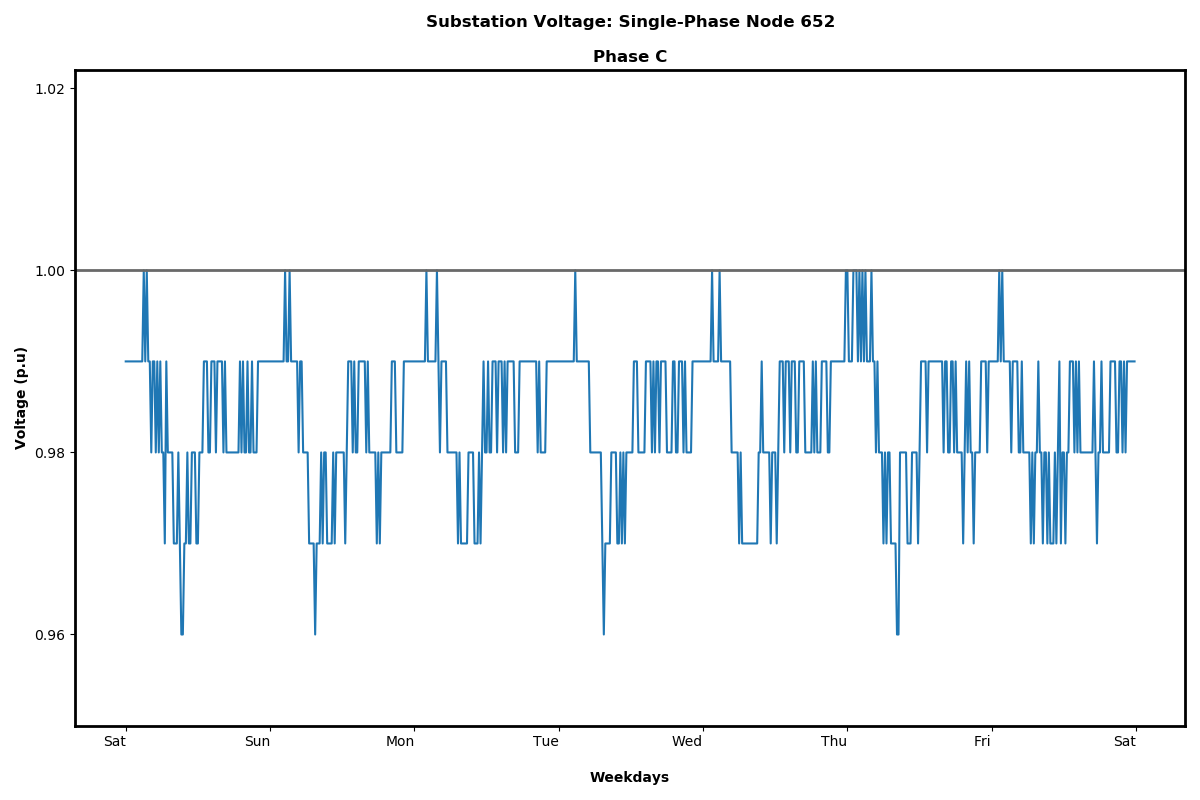 Substation Voltage: Single-Phase Node 652
Phase C
1.02
1.00
0.98
0.96
Voltage (p.u)
Sat Sun Mon Tue Wed Thu Fri Sat
Weekdays